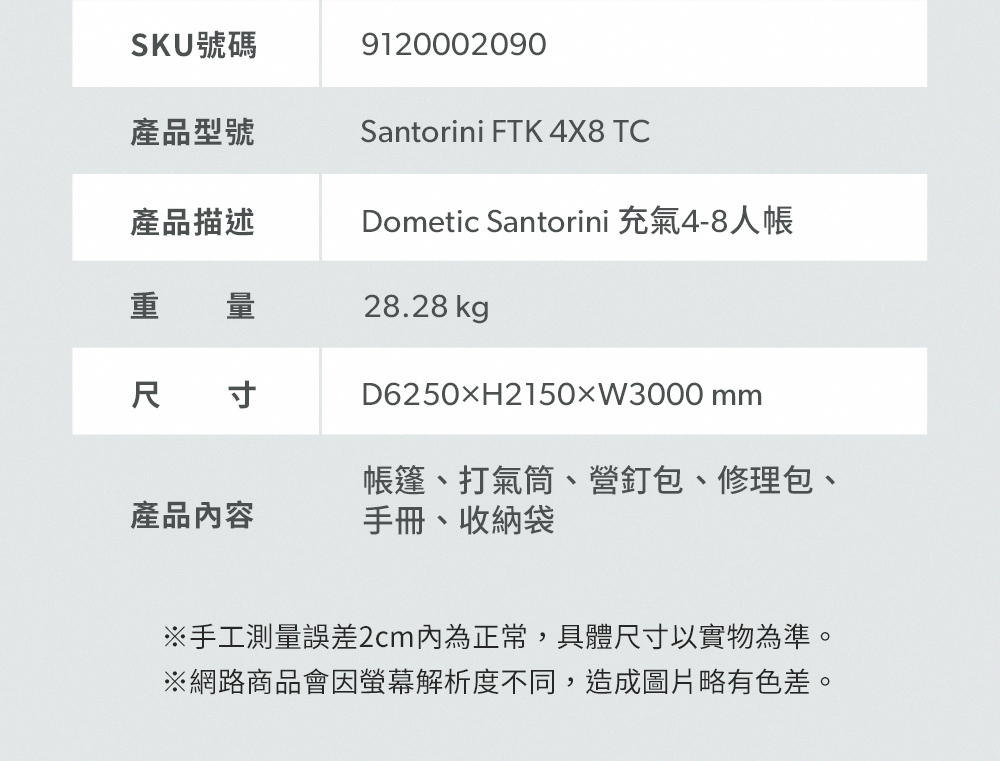 SKU號碼 9120002090
產品型號 Santorini FTK 4X8 TC
產品描述 Dometic Santorini 充氣4-8人帳
重 量 28.28 kg
尺 寸 D6250×H2150×W3000 mm
產品內容 帳篷、打氣筒、營釘包、修理包、
手冊、收納袋
※手工測量誤差2cm內為正常，具體尺寸以實物為準。
※網路商品會因螢幕解析度不同，造成圖片略有色差。